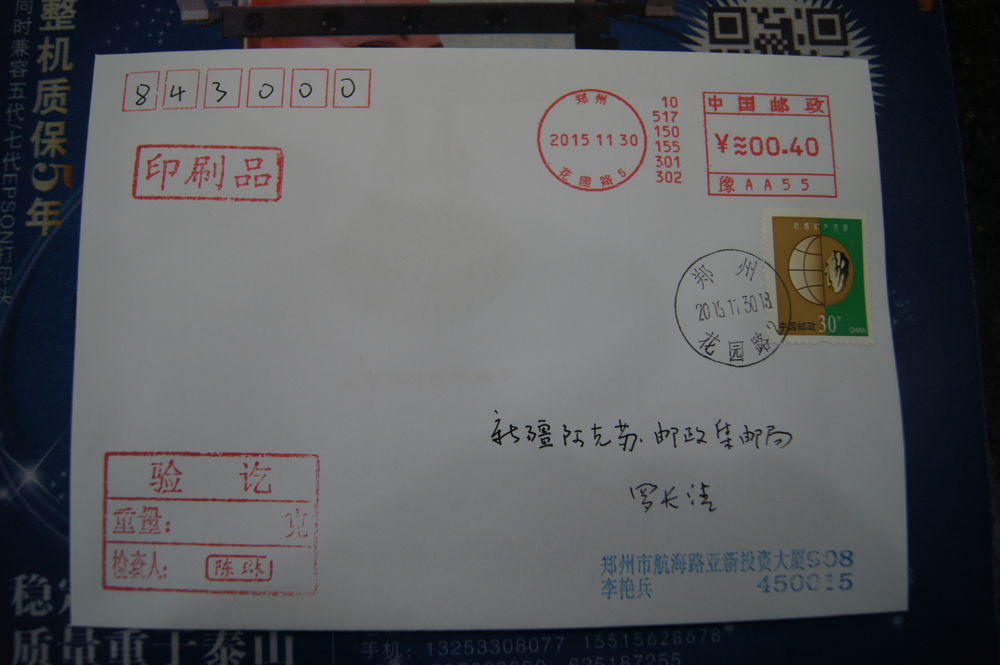 整机质保5年
同时兼容五代/七代EPSON打印头
843000
印刷品
郑州
2015 11 30
花园路5
10
517
150
155
301
302
中国邮政
¥≈00.40
豫AA55
中国邮政 30分 CHINA
郑州
2015.11.30.18
花园路
新疆阿克苏.邮政集邮局
罗长清
验讫
重量: 克
检查人: 陈琳
郑州市航海路亚新投资大厦908
李艳兵 450015
质量重于泰山
手机: 13253308077 15515628678
625187255